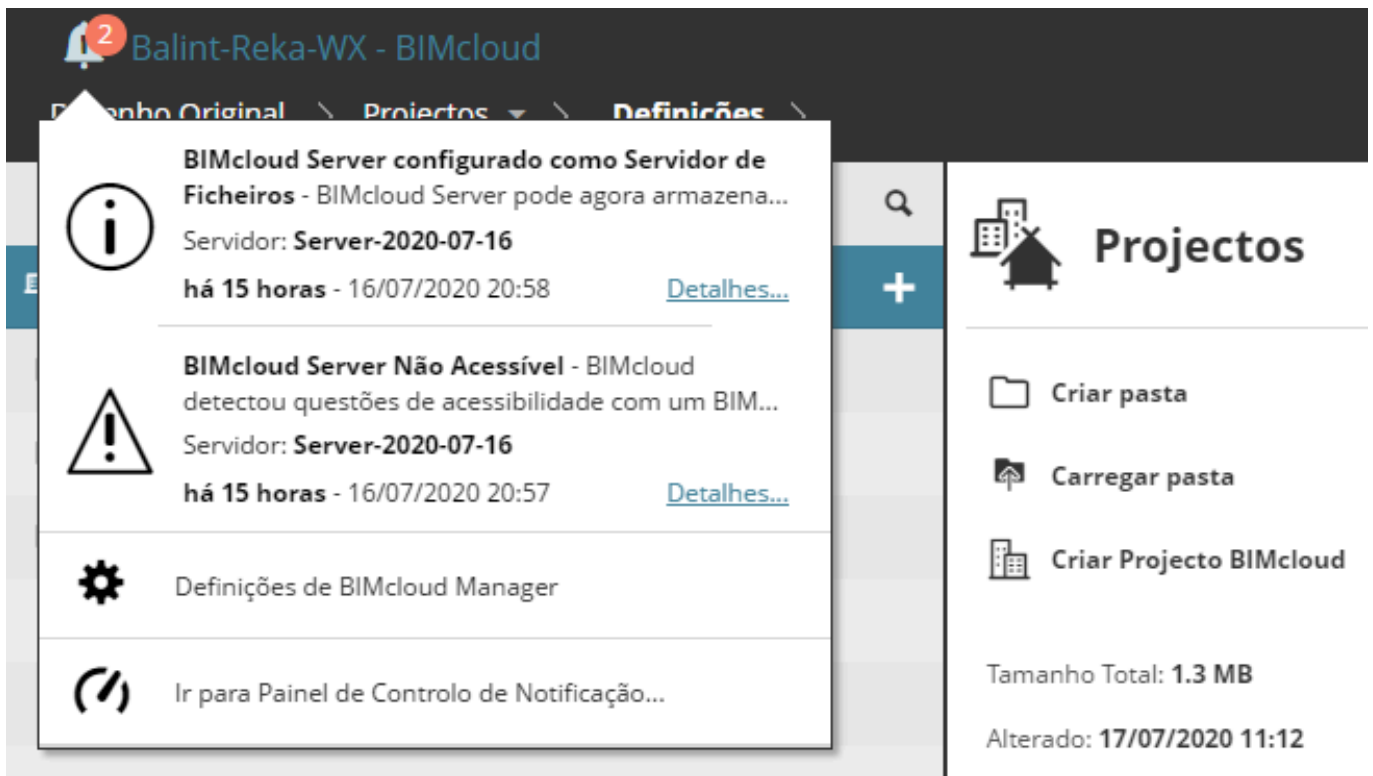 2
Balint-Reka-WX - BIMcloud
Original > Projectos > Definições >
BIMcloud Server configurado como Servidor de
Ficheiros - BIMcloud Server pode agora armazena...
Servidor: Server-2020-07-16
há 15 horas - 16/07/2020 20:58 Detalhes...
BIMcloud Server Não Acessível - BIMcloud
detectou questões de acessibilidade com um BIM...
Servidor: Server-2020-07-16
há 15 horas - 16/07/2020 20:57 Detalhes...
Definições de BIMcloud Manager
Ir para Painel de Controlo de Notificação...
Projectos
Criar pasta
Carregar pasta
Criar Projecto BIMcloud
Tamanho Total: 1.3 MB
Alterado: 17/07/2020 11:12